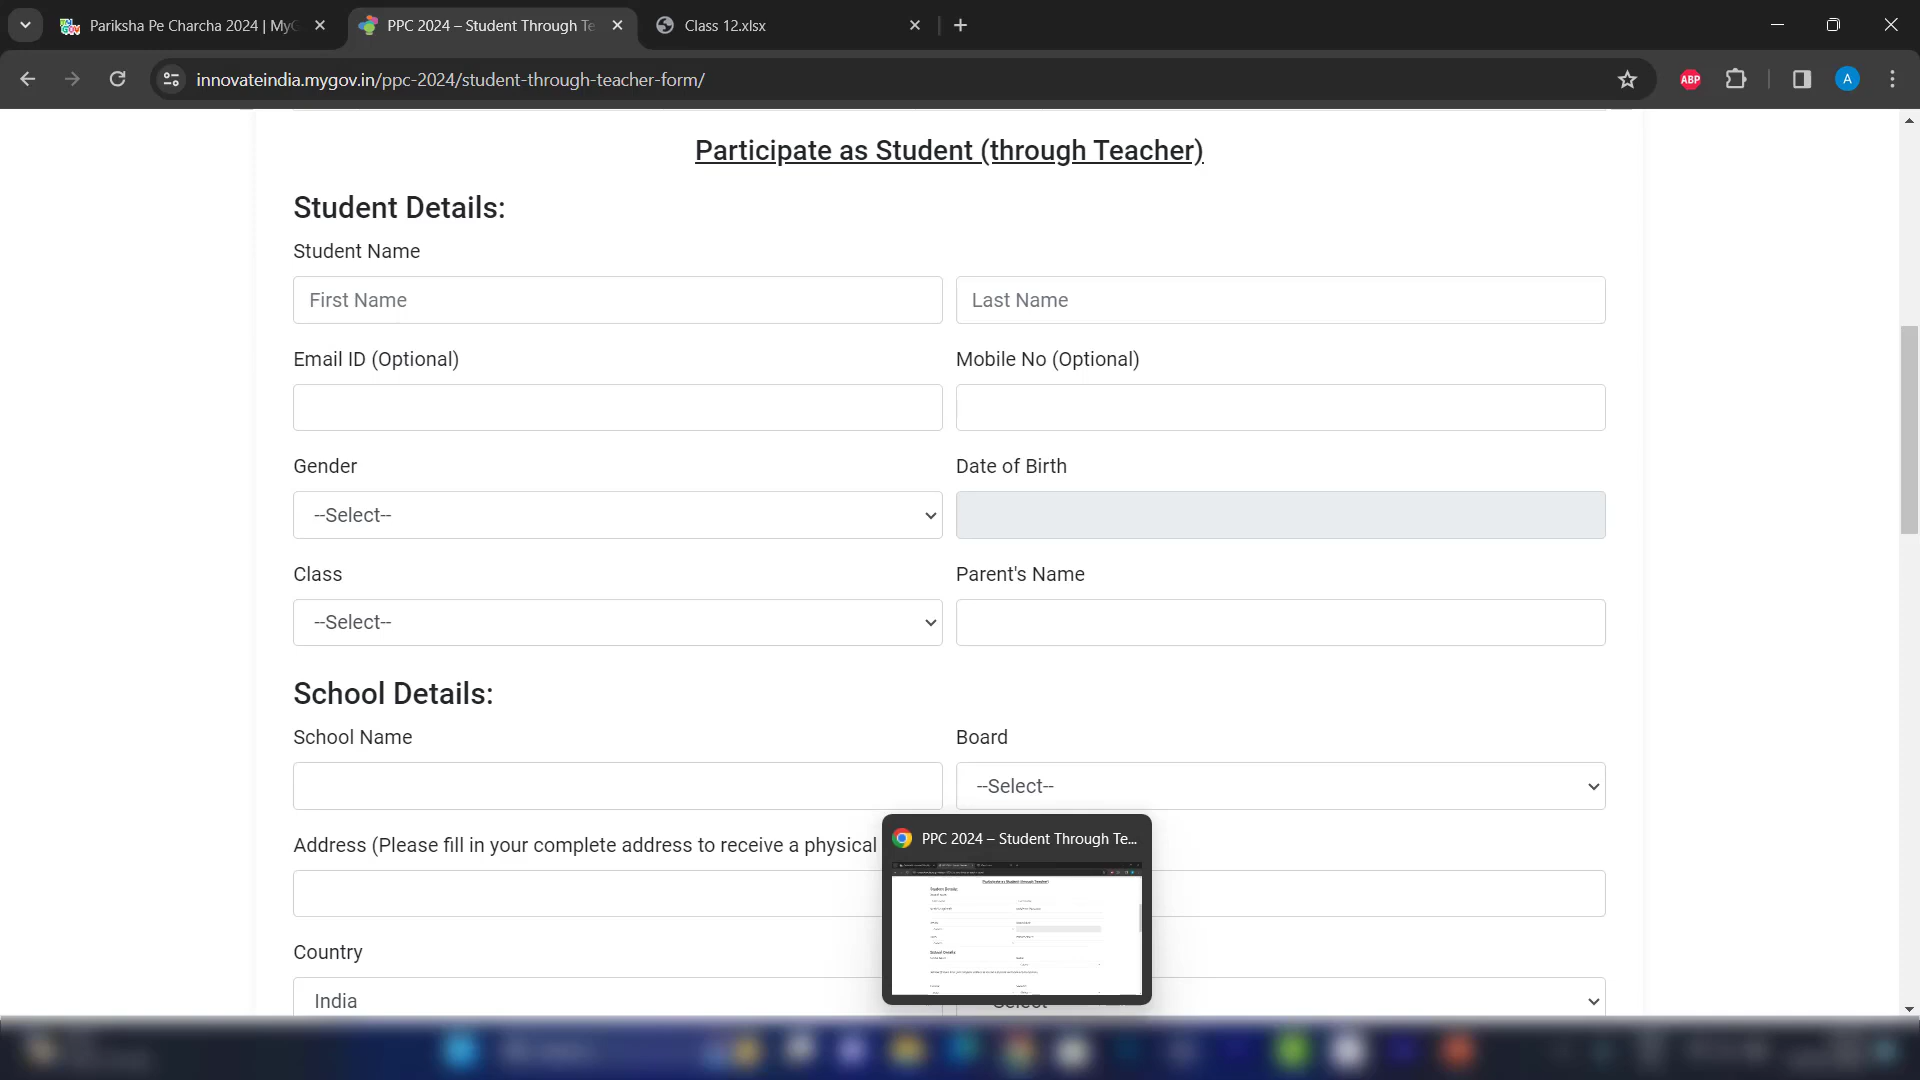 Pariksha Pe Charcha 2024 | MyG
PPC 2024 – Student Through Te
Class 12.xlsx
innovateindia.mygov.in/ppc-2024/student-through-teacher-form/
ABP
A
Participate as Student (through Teacher)
Student Details:
Student Name
First Name
Last Name
Email ID (Optional)
Mobile No (Optional)
Gender
Date of Birth
--Select--
Class
Parent's Name
--Select--
School Details:
School Name
Board
--Select--
PPC 2024 – Student Through Te...
Address (Please fill in your complete address to receive a physical
Country
India